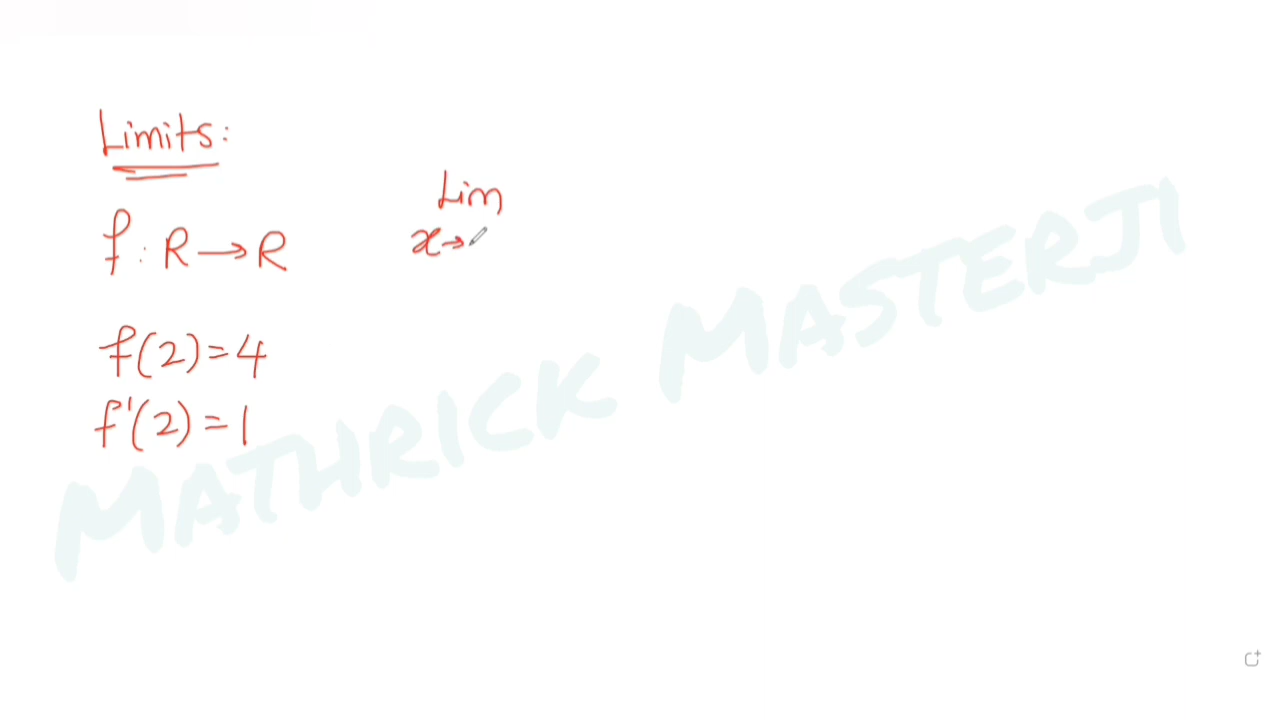 Limits:
f : R → R
Lim
x →
f(2) = 4
f'(2) = 1
MATHRICK MASTERJI